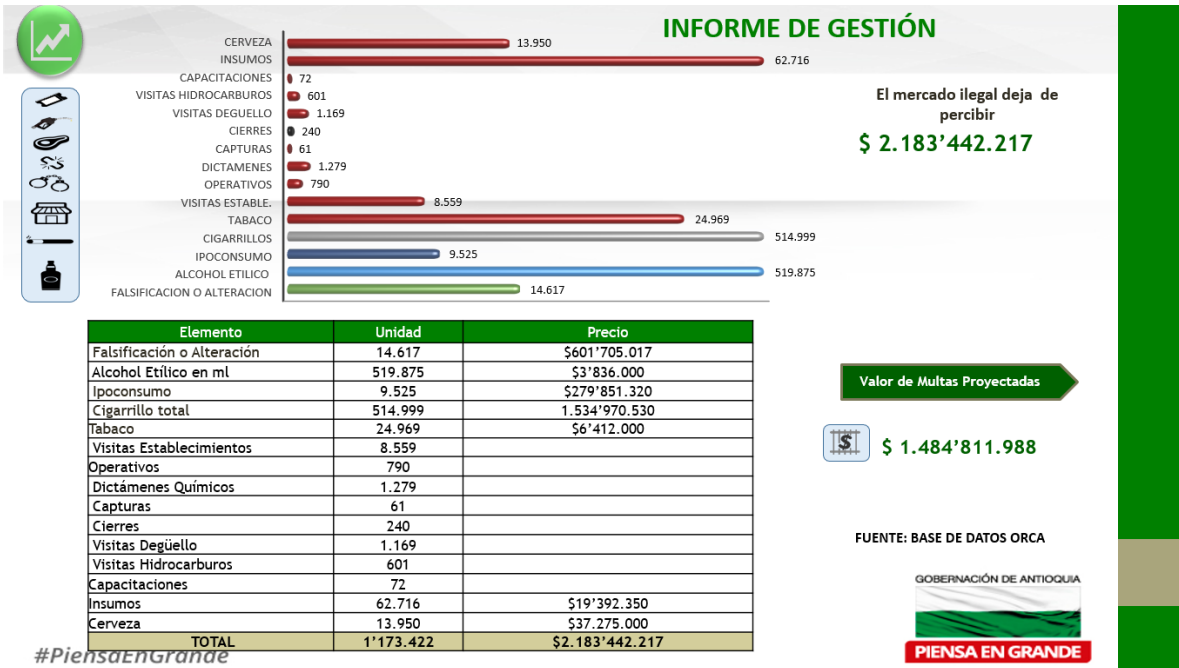 INFORME DE GESTIÓN
CERVEZA 13.950
INSUMOS 62.716
CAPACITACIONES 72
VISITAS HIDROCARBUROS 601
VISITAS DEGUELLO 1.169
CIERRES 240
CAPTURAS 61
DICTAMENES 1.279
OPERATIVOS 790
VISITAS ESTABLE. 8.559
TABACO 24.969
CIGARRILLOS 514.999
IPOCONSUMO 9.525
ALCOHOL ETILICO 519.875
FALSIFICACION O ALTERACION 14.617
El mercado ilegal deja de
percibir
$ 2.183’442.217
Elemento Unidad Precio
Falsificación o Alteración 14.617 $601’705.017
Alcohol Etílico en ml 519.875 $3’836.000
Ipoconsumo 9.525 $279’851.320
Cigarrillo total 514.999 1.534’970.530
Tabaco 24.969 $6’412.000
Visitas Establecimientos 8.559
Operativos 790
Dictámenes Químicos 1.279
Capturas 61
Cierres 240
Visitas Degüello 1.169
Visitas Hidrocarburos 601
Capacitaciones 72
Insumos 62.716 $19’392.350
Cerveza 13.950 $37.275.000
TOTAL 1’173.422 $2.183’442.217
Valor de Multas Proyectadas
$
$ 1.484’811.988
FUENTE: BASE DE DATOS ORCA
GOBERNACIÓN DE ANTIOQUIA
PIENSA EN GRANDE
#PiensaEnGrande